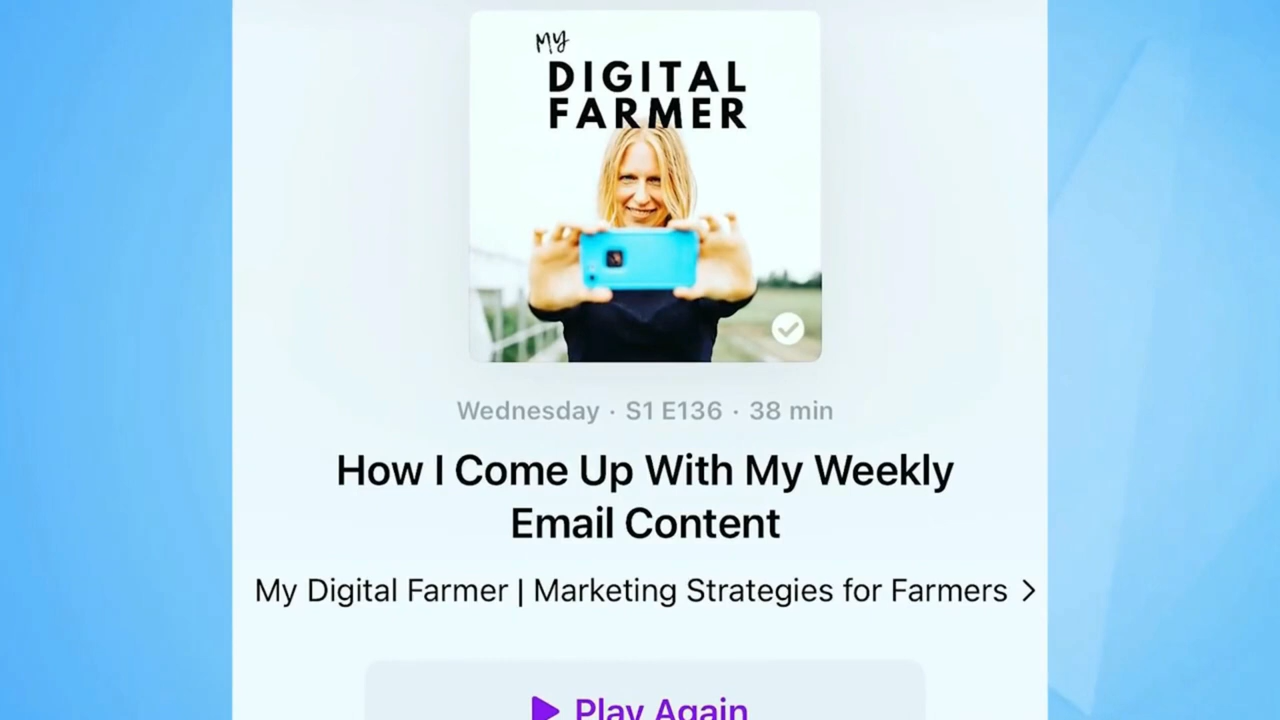 My
DIGITAL
FARMER
Wednesday · S1 E136 · 38 min
How I Come Up With My Weekly
Email Content
My Digital Farmer | Marketing Strategies for Farmers >
Play Again